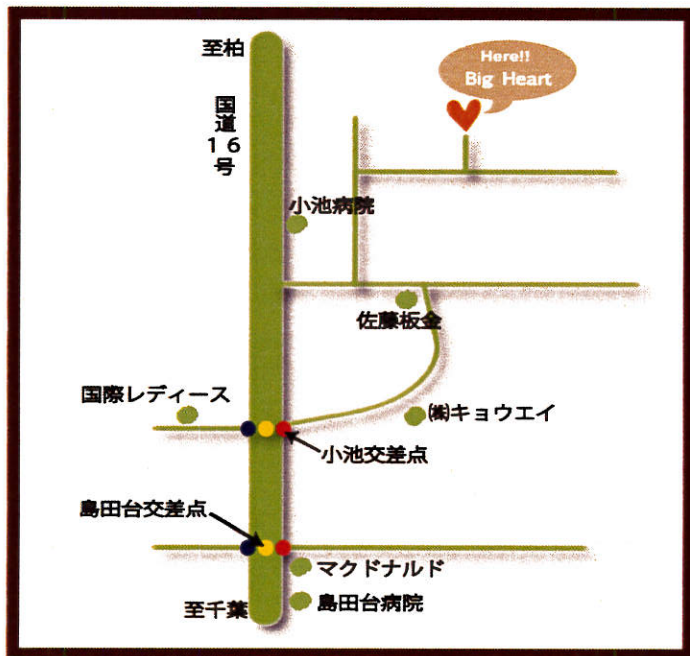 至柏
Here!!
Big Heart
国道16号
小池病院
佐藤板金
国際レディース
㈱キョウエイ
小池交差点
島田台交差点
マクドナルド
島田台病院
至千葉